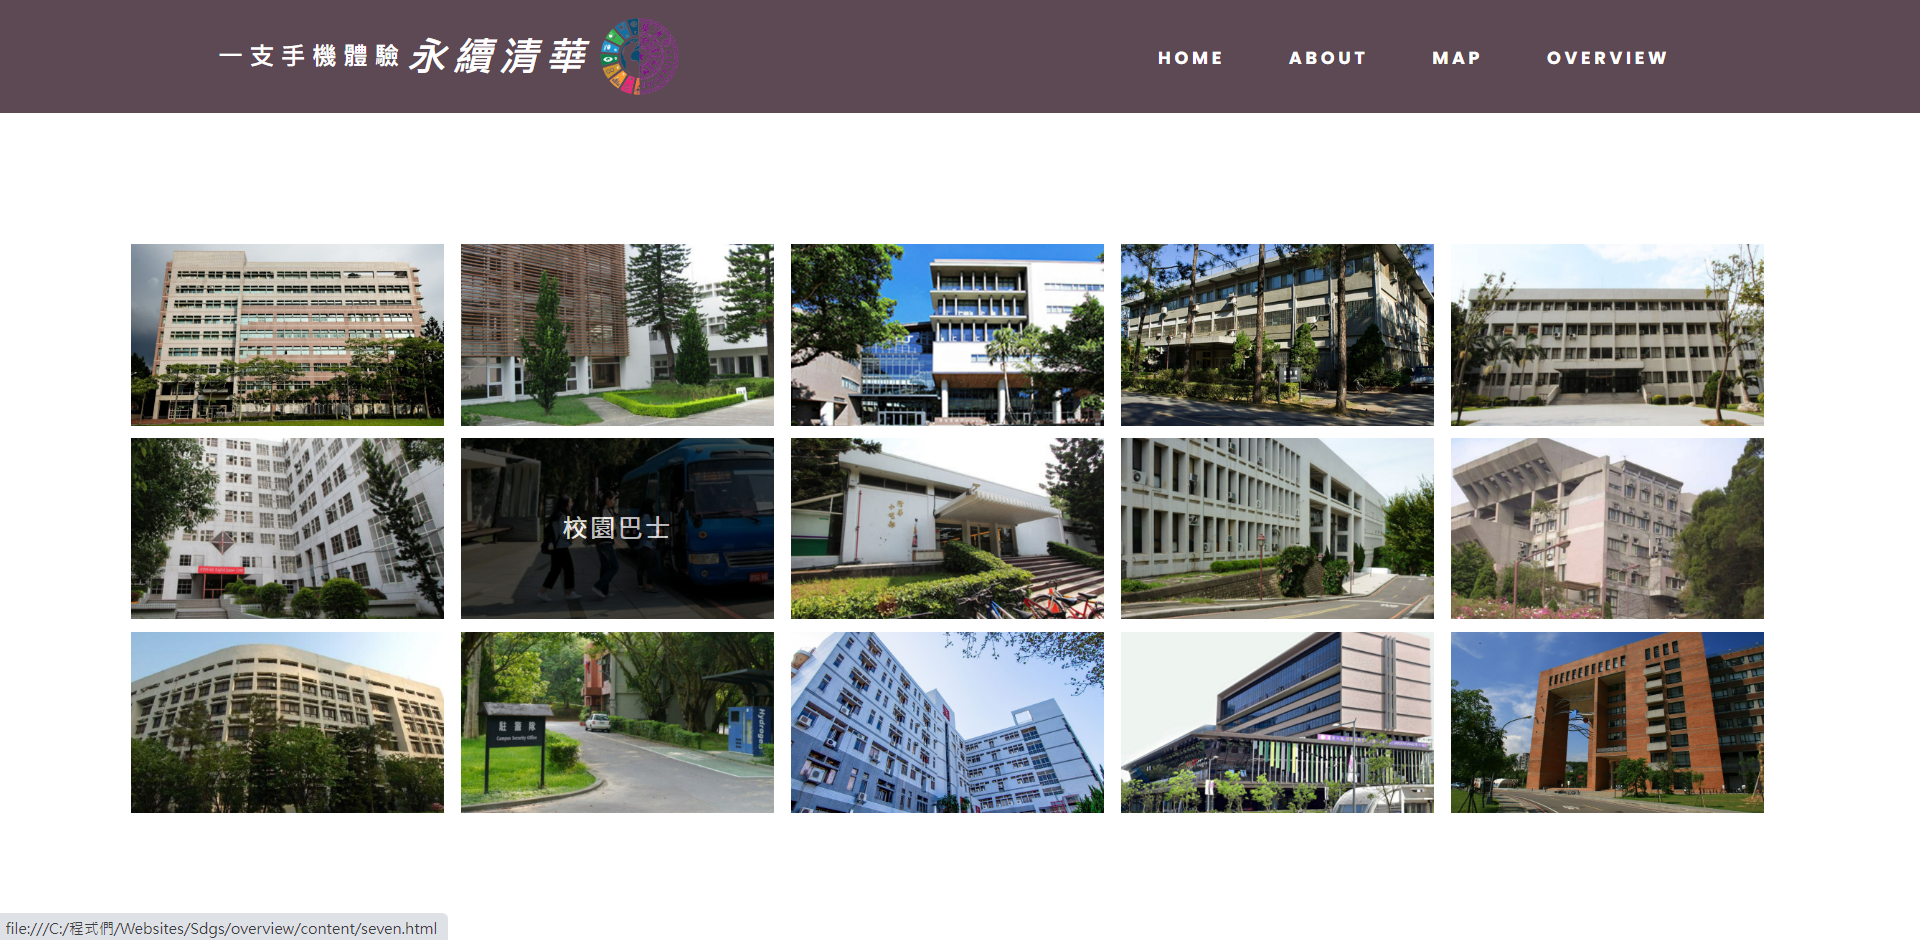 一支手機體驗永續清華
HOME ABOUT MAP OVERVIEW
校園巴士
駐警隊
Campus Security Office
Hydrogen
file:///C:/程式們/Websites/Sdgs/overview/content/seven.html